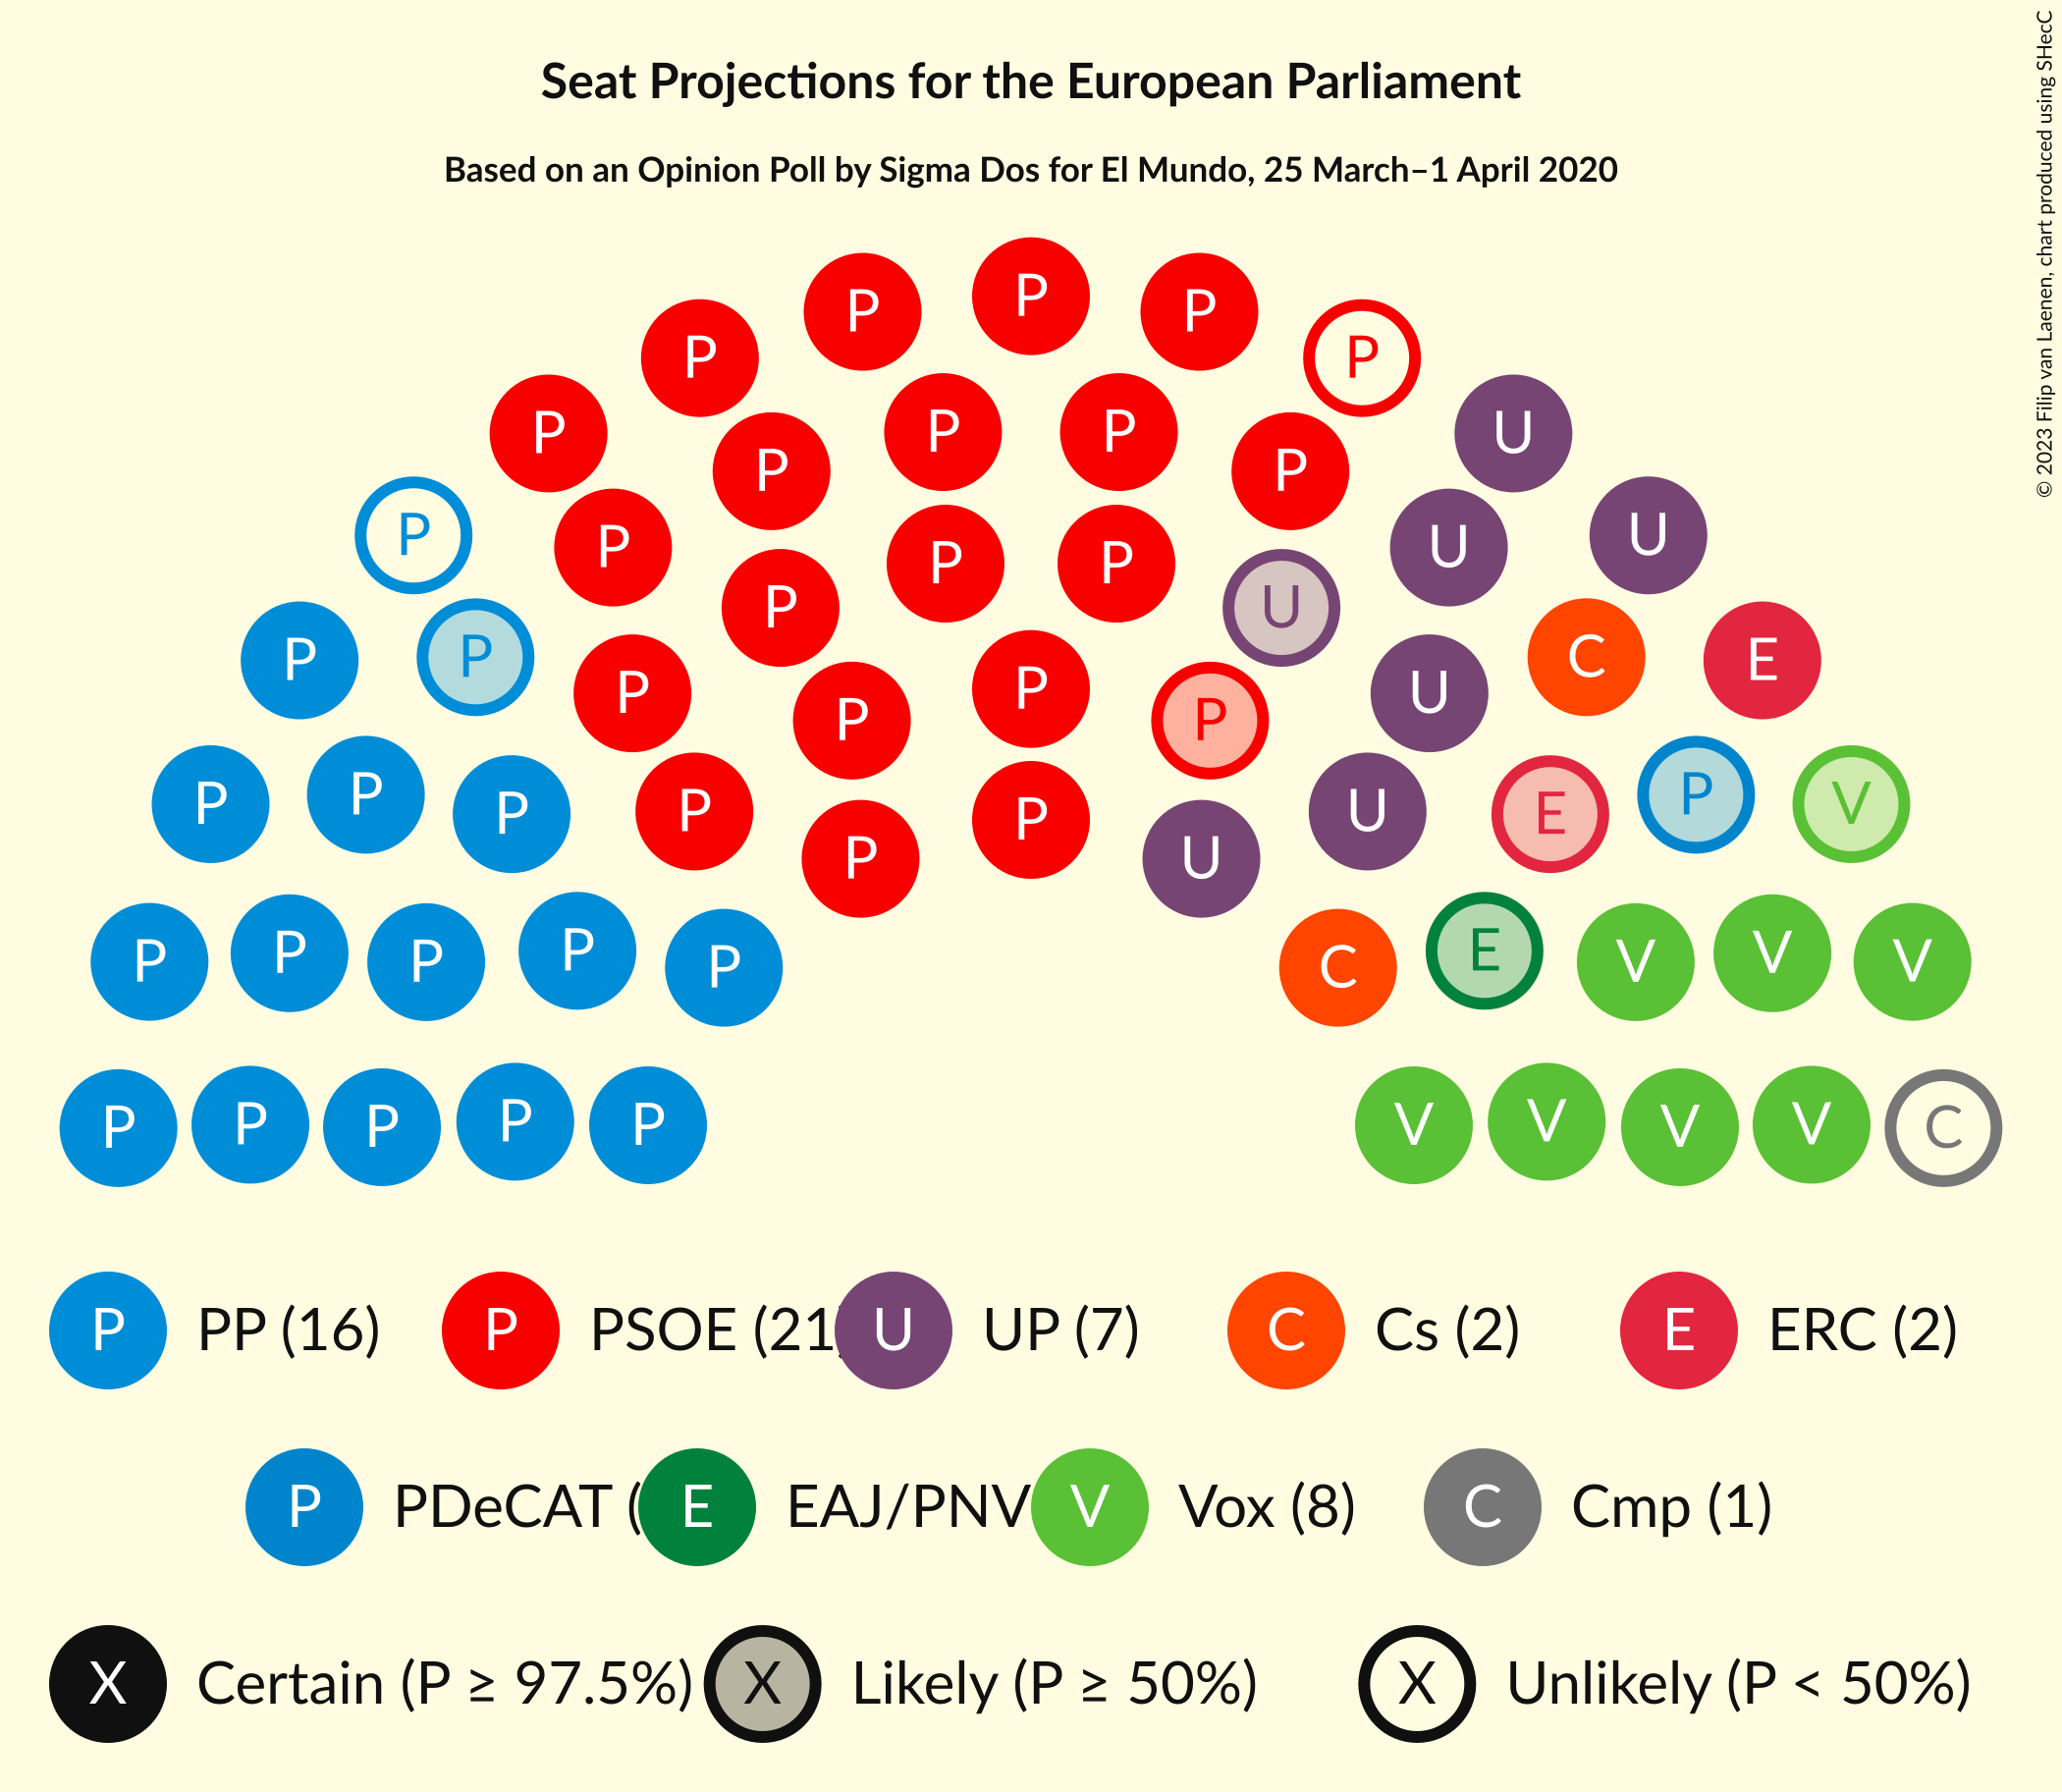 Seat Projections for the European Parliament
Based on an Opinion Poll by Sigma Dos for El Mundo, 25 March–1 April 2020
© 2023 Filip van Laenen, chart produced using SHecC
P
P P
P P
P P P U
P P
P U
P U
P P
P U
P P C E
P P U
P P
P P P P P U E P V
P U
P P P P P C E V V V
P P P P P V V V V C
P PP (16) P PSOE (21 U UP (7) C Cs (2) E ERC (2)
P PDeCAT ( E EAJ/PNV V Vox (8) C Cmp (1)
X Certain (P ≥ 97.5%) X Likely (P ≥ 50%) X Unlikely (P < 50%)